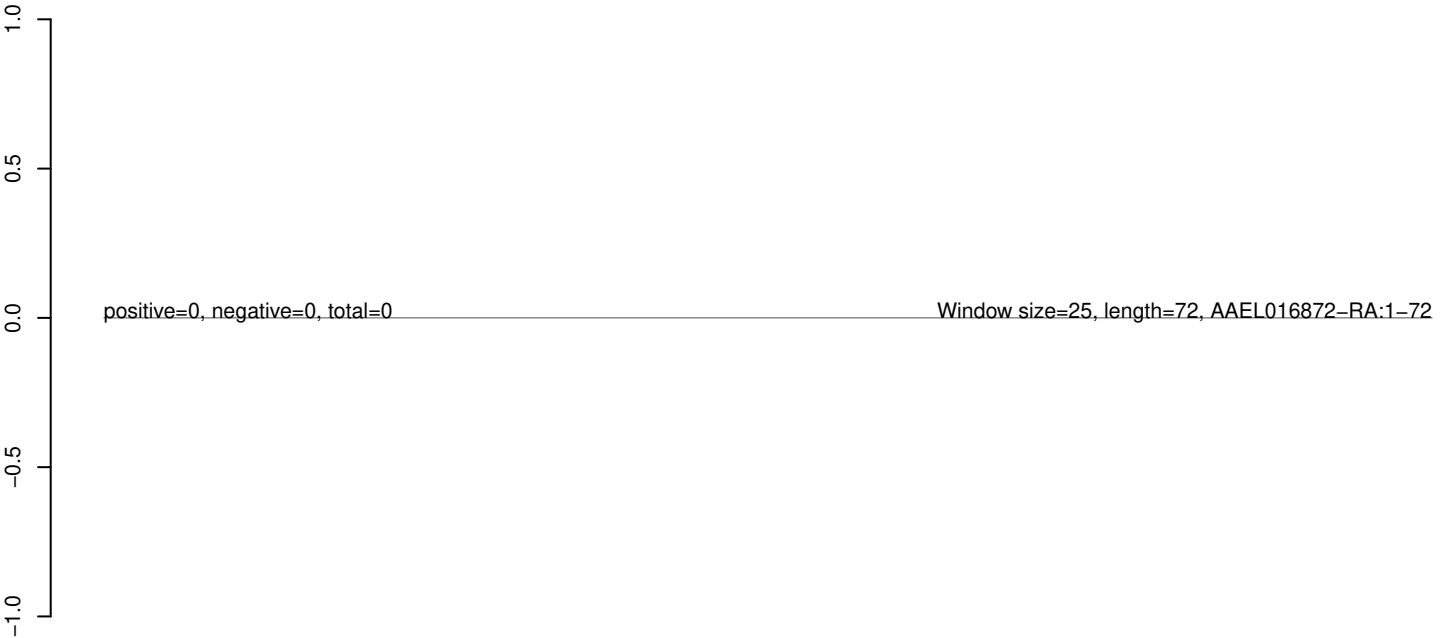 1.0
0.5
0.0
−0.5
−1.0
positive=0, negative=0, total=0
Window size=25, length=72, AAEL016872−RA:1−72